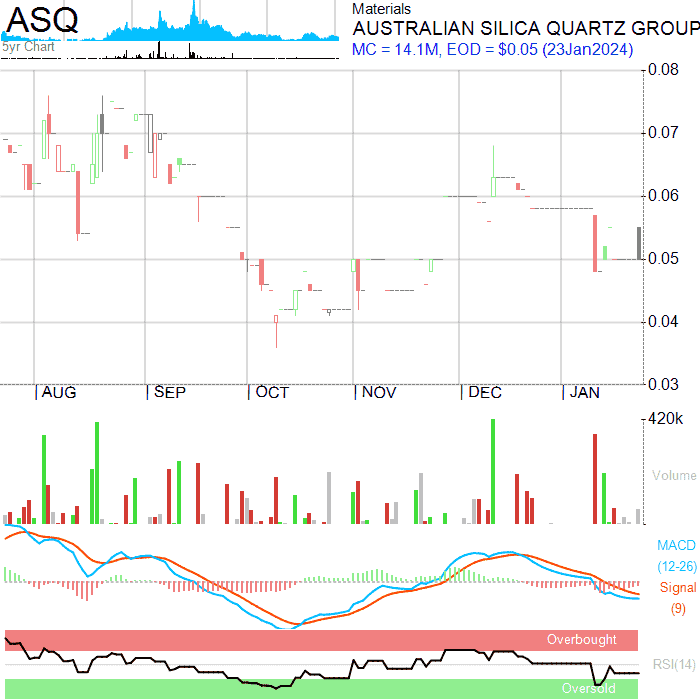 ASQ
5yr Chart
Materials
AUSTRALIAN SILICA QUARTZ GROUP
MC = 14.1M, EOD = $0.05 (23Jan2024)
0.08
0.07
0.06
0.05
0.04
0.03
AUG SEP OCT NOV DEC JAN
420k
Volume
MACD
(12-26)
Signal
(9)
Overbought
RSI(14)
Oversold